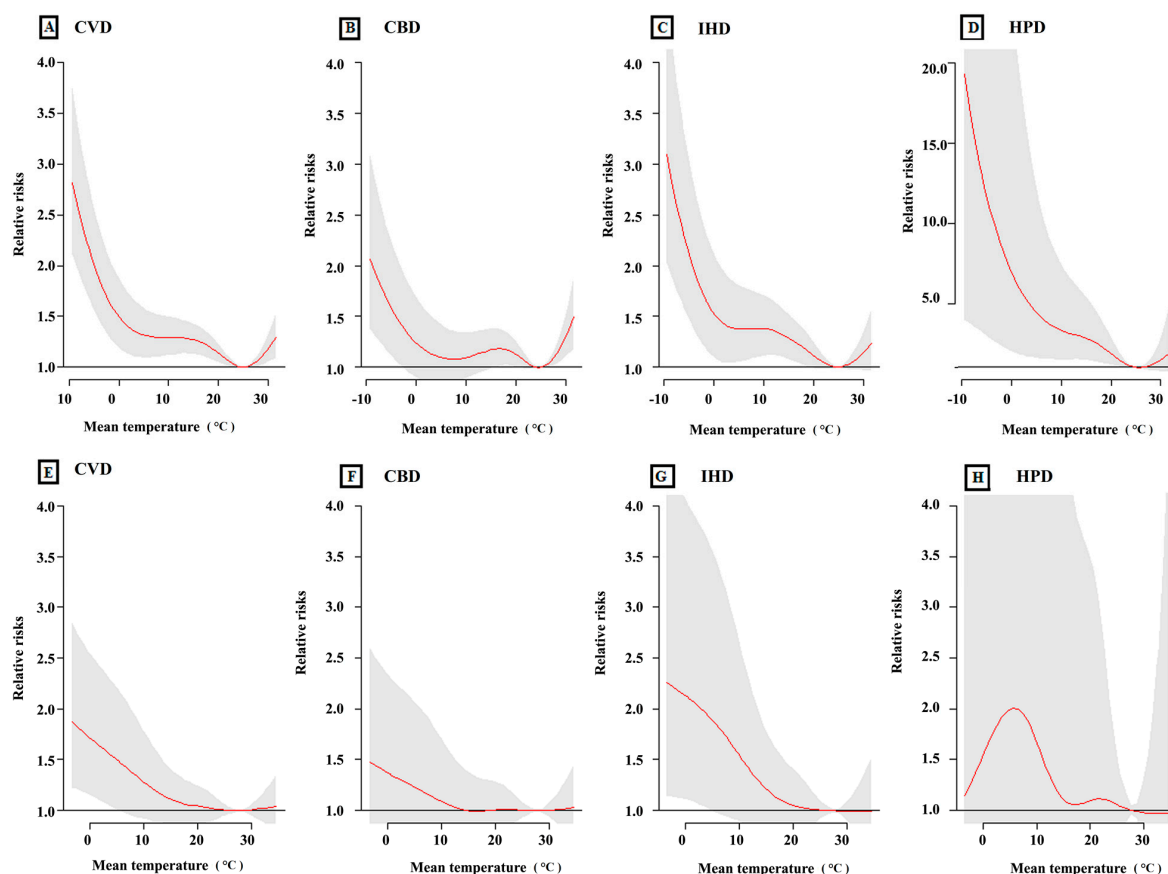 A CVD
B CBD
C IHD
D HPD
Relative risks
4.0
3.5
3.0
2.5
2.0
1.5
1.0
10 0 10 20 30
Mean temperature (°C)
Relative risks
4.0
3.5
3.0
2.5
2.0
1.5
1.0
-10 0 10 20 30
Mean temperature (°C)
Relative risks
4.0
3.5
3.0
2.5
2.0
1.5
1.0
-10 0 10 20 30
Mean temperature (°C)
Relative risks
20.0
15.0
10.0
5.0
-10 0 10 20 30
Mean temperature (°C)
E CVD
F CBD
G IHD
H HPD
Relative risks
4.0
3.5
3.0
2.5
2.0
1.5
1.0
0 10 20 30
Mean temperature (°C)
Relative risks
4.0
3.5
3.0
2.5
2.0
1.5
1.0
0 10 20 30
Mean temperature (°C)
Relative risks
4.0
3.5
3.0
2.5
2.0
1.5
1.0
0 10 20 30
Mean temperature (°C)
Relative risks
4.0
3.5
3.0
2.5
2.0
1.5
1.0
0 10 20 30
Mean temperature (°C)